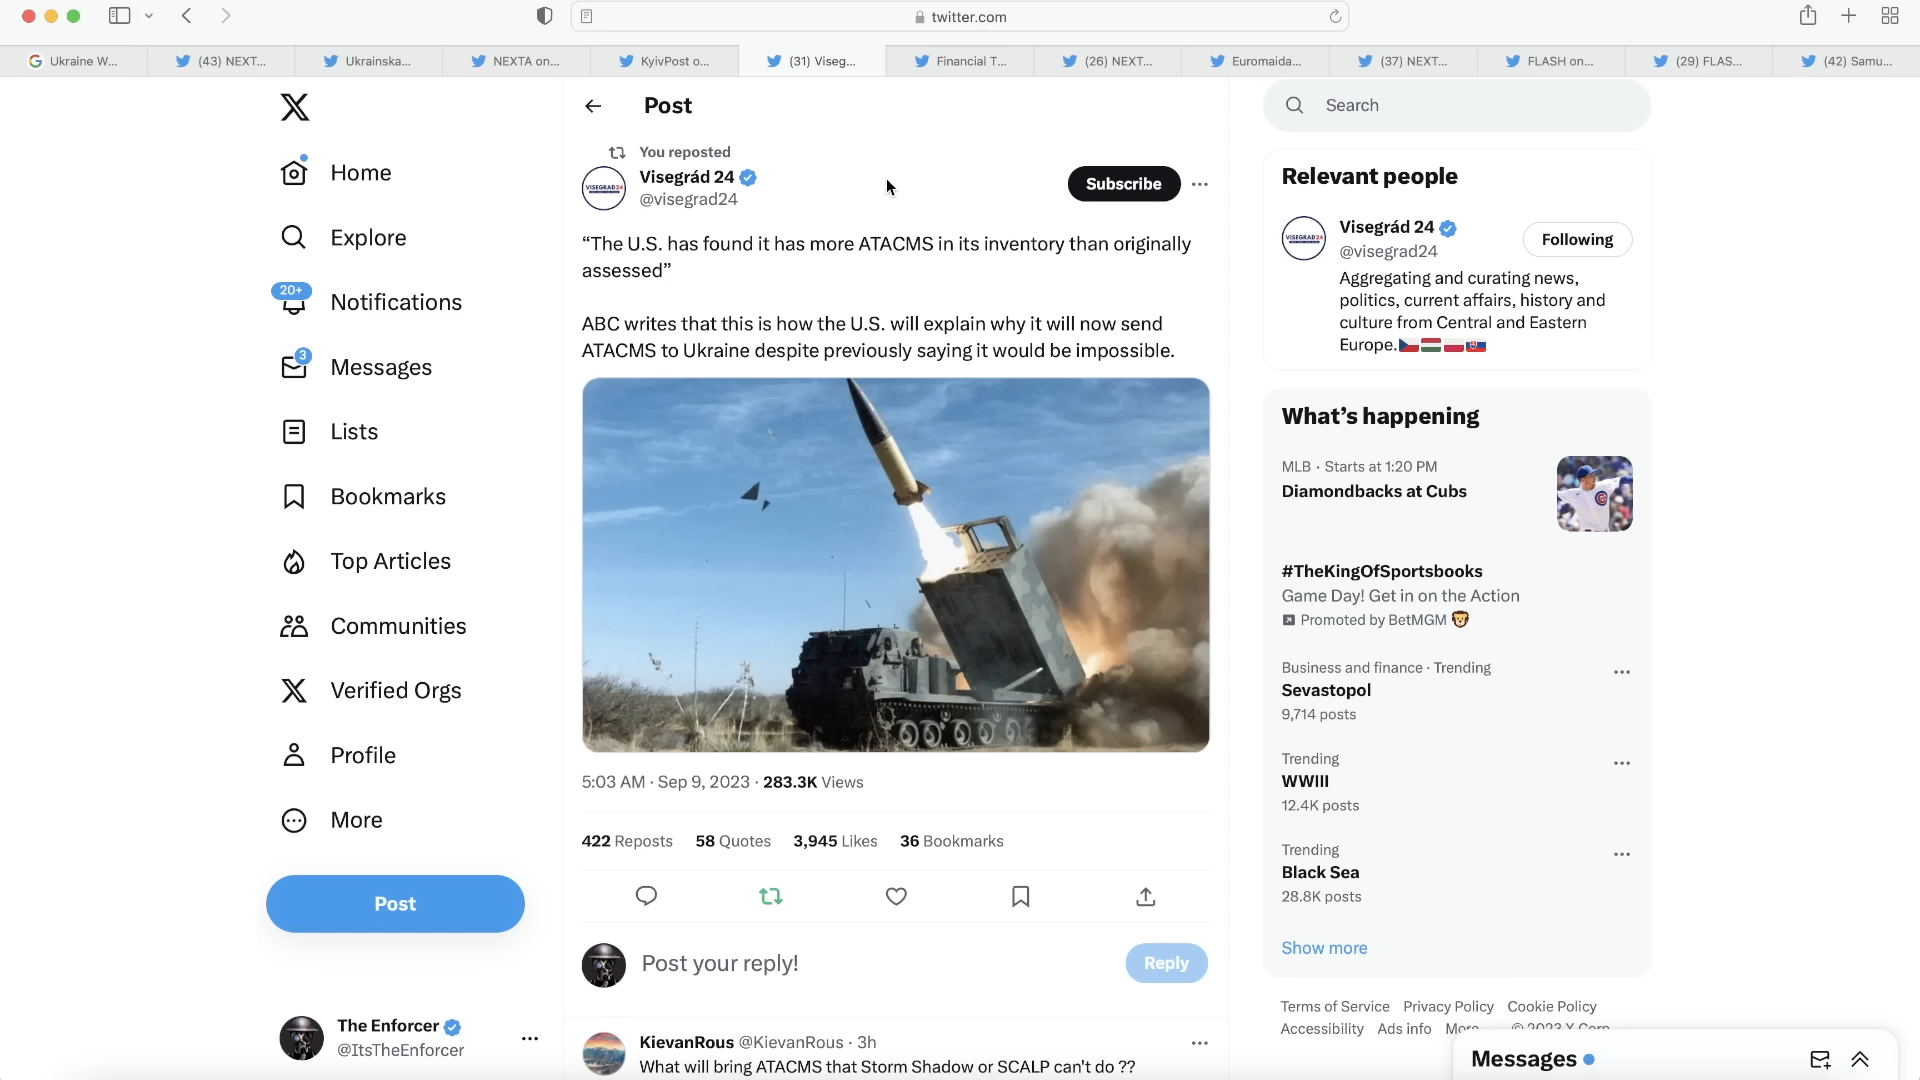 twitter.com
Ukraine W...
(43) NEXT...
Ukrainska...
NEXTA on...
KyivPost o...
(31) Viseg...
Financial T...
(26) NEXT...
Euromaida...
(37) NEXT...
FLASH on...
(29) FLAS...
(42) Samu...
Home
Explore
20+
Notifications
3
Messages
Lists
Bookmarks
Top Articles
Communities
Verified Orgs
Profile
More
Post
The Enforcer
@ItsTheEnforcer
Post
You reposted
VISEGRAD24
Visegrád 24
@visegrad24
Subscribe
“The U.S. has found it has more ATACMS in its inventory than originally
assessed”
ABC writes that this is how the U.S. will explain why it will now send
ATACMS to Ukraine despite previously saying it would be impossible.
5:03 AM · Sep 9, 2023 · 283.3K Views
422 Reposts 58 Quotes 3,945 Likes 36 Bookmarks
Post your reply!
Reply
KievanRous @KievanRous · 3h
What will bring ATACMS that Storm Shadow or SCALP can't do ??
Search
Relevant people
VISEGRAD24
Visegrád 24
@visegrad24
Following
Aggregating and curating news,
politics, current affairs, history and
culture from Central and Eastern
Europe.
What’s happening
MLB · Starts at 1:20 PM
Diamondbacks at Cubs
#TheKingOfSportsbooks
Game Day! Get in on the Action
Promoted by BetMGM
Business and finance · Trending
Sevastopol
9,714 posts
Trending
WWIII
12.4K posts
Trending
Black Sea
28.8K posts
Show more
Terms of Service Privacy Policy Cookie Policy
Accessibility Ads info More © 2023 X Corp.
Messages